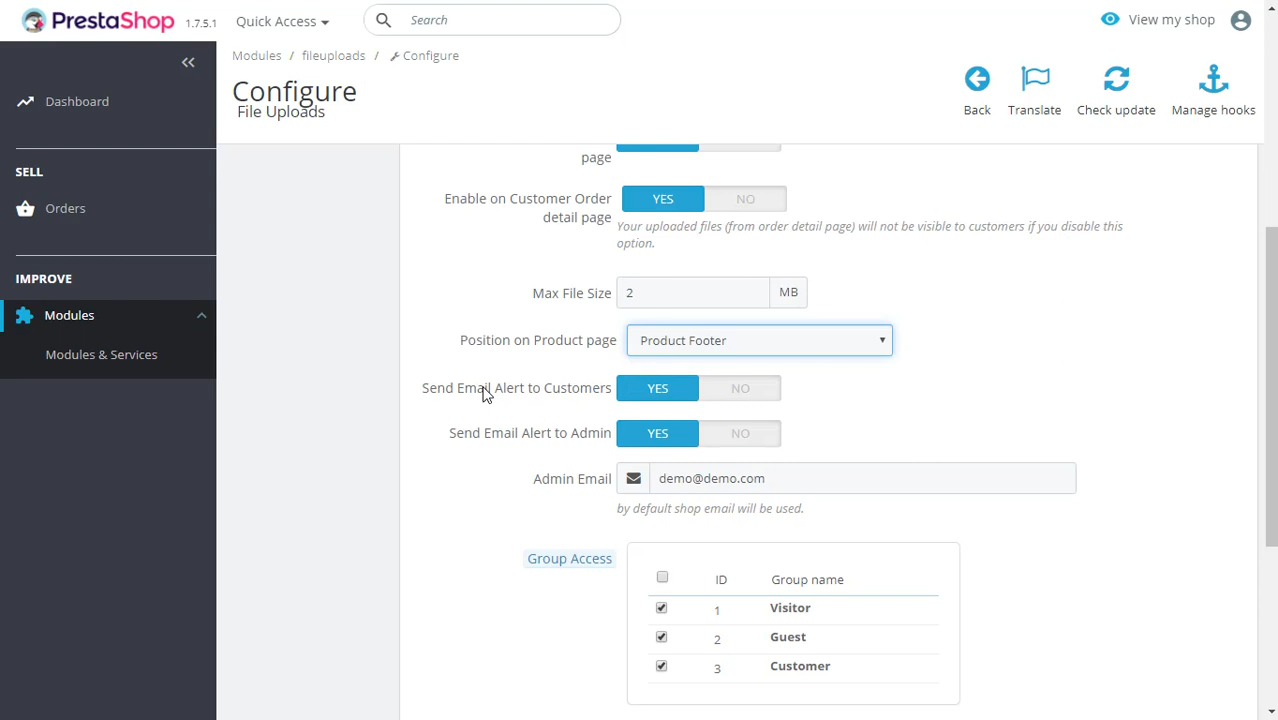 PrestaShop 1.7.5.1 Quick Access Search View my shop
Modules / fileuploads / Configure
Configure
File Uploads
Back Translate Check update Manage hooks
Dashboard
SELL
Orders
IMPROVE
Modules
Modules & Services
page
Enable on Customer Order
detail page
YES NO
Your uploaded files (from order detail page) will not be visible to customers if you disable this
option.
Max File Size 2 MB
Position on Product page Product Footer
Send Email Alert to Customers YES NO
Send Email Alert to Admin YES NO
Admin Email demo@demo.com
by default shop email will be used.
Group Access
ID Group name
1 Visitor
2 Guest
3 Customer